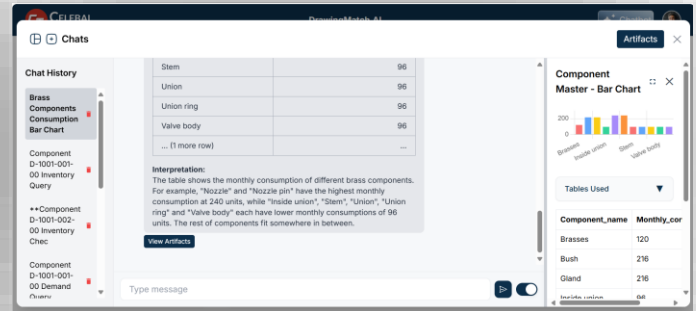 CELEBAL
DrawingMatch AI
Chatbot
Chats
Artifacts
Chat History
Brass
Components
Consumption
Bar Chart
Component
D-1001-001-
00 Inventory
Query
**Component
D-1001-002-
00 Inventory
Chec
Component
D-1001-001-
00 Demand
Query
Stem 96
Union 96
Union ring 96
Valve body 96
... (1 more row) ...
Interpretation:
The table shows the monthly consumption of different brass components.
For example, "Nozzle" and "Nozzle pin" have the highest monthly
consumption at 240 units, while "Inside union", "Stem", "Union", "Union
ring" and "Valve body" each have lower monthly consumptions of 96
units. The rest of components fit somewhere in between.
View Artifacts
Type message
Component
Master - Bar Chart
200
0
Brasses
Inside union
Stem
Valve body
Tables Used
Component_name Monthly_cor
Brasses 120
Bush 216
Gland 216
Inside union 96